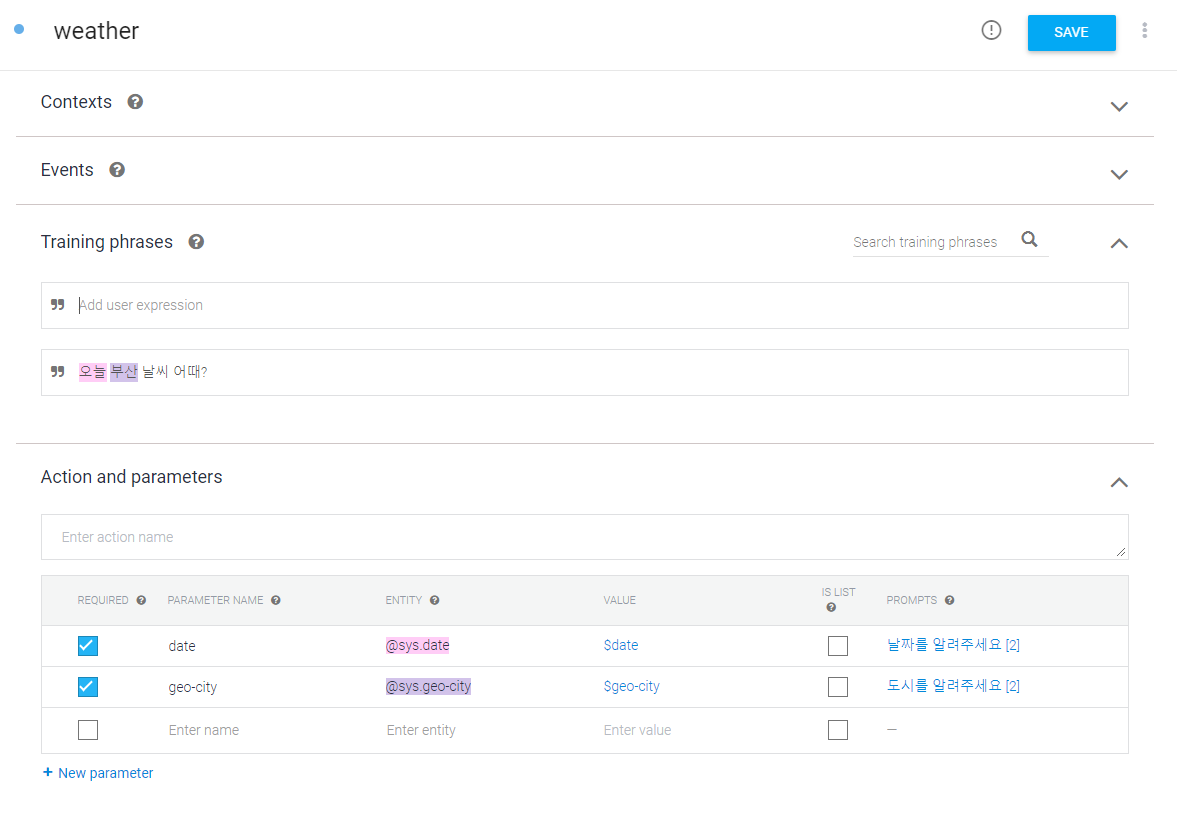 weather
SAVE
Contexts
Events
Training phrases
Search training phrases
Add user expression
오늘 부산 날씨 어때?
Action and parameters
Enter action name
REQUIRED PARAMETER NAME ENTITY VALUE IS LIST PROMPTS
date @sys.date $date 날짜를 알려주세요 [2]
geo-city @sys.geo-city $geo-city 도시를 알려주세요 [2]
Enter name Enter entity Enter value —
+ New parameter